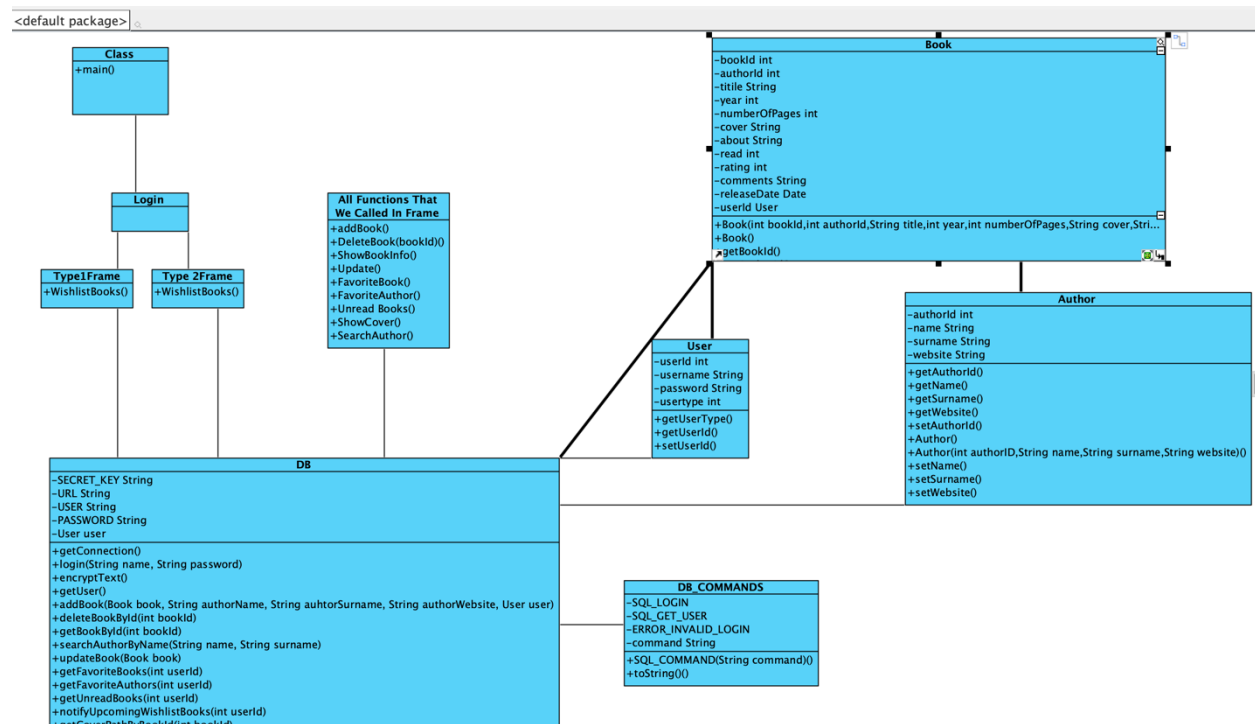 <default package>
Class
+main()
Login
Type1Frame
+WishlistBooks()
Type 2Frame
+WishlistBooks()
All Functions That
We Called In Frame
+addBook()
+DeleteBook(bookId)()
+ShowBookInfo()
+Update()
+FavoriteBook()
+FavoriteAuthor()
+Unread Books()
+ShowCover()
+SearchAuthor()
Book
-bookId int
-authorId int
-titile String
-year int
-numberOfPages int
-cover String
-about String
-read int
-rating int
-comments String
-releaseDate Date
-userId User
+Book(int bookId,int authorId,String title,int year,int numberOfPages,String cover,Stri...
+Book()
getBookId()
User
-userId int
-username String
-password String
-usertype int
+getUserType()
+getUserId()
+setUserId()
Author
-authorId int
-name String
-surname String
-website String
+getAuthorId()
+getName()
+getSurname()
+getWebsite()
+setAuthorId()
+Author()
+Author(int authorID,String name,String surname,String website)()
+setName()
+setSurname()
+setWebsite()
DB
-SECRET_KEY String
-URL String
-USER String
-PASSWORD String
-User user
+getConnection()
+login(String name, String password)
+encryptText()
+getUser()
+addBook(Book book, String authorName, String auhtorSurname, String authorWebsite, User user)
+deleteBookById(int bookId)
+getBookById(int bookId)
+searchAuthorByName(String name, String surname)
+updateBook(Book book)
+getFavoriteBooks(int userId)
+getFavoriteAuthors(int userId)
+getUnreadBooks(int userId)
+notifyUpcomingWishlistBooks(int userId)
+getCoverPathByBookId(int bookId)
DB_COMMANDS
-SQL_LOGIN
-SQL_GET_USER
-ERROR_INVALID_LOGIN
-command String
+SQL_COMMAND(String command)()
+toString()()